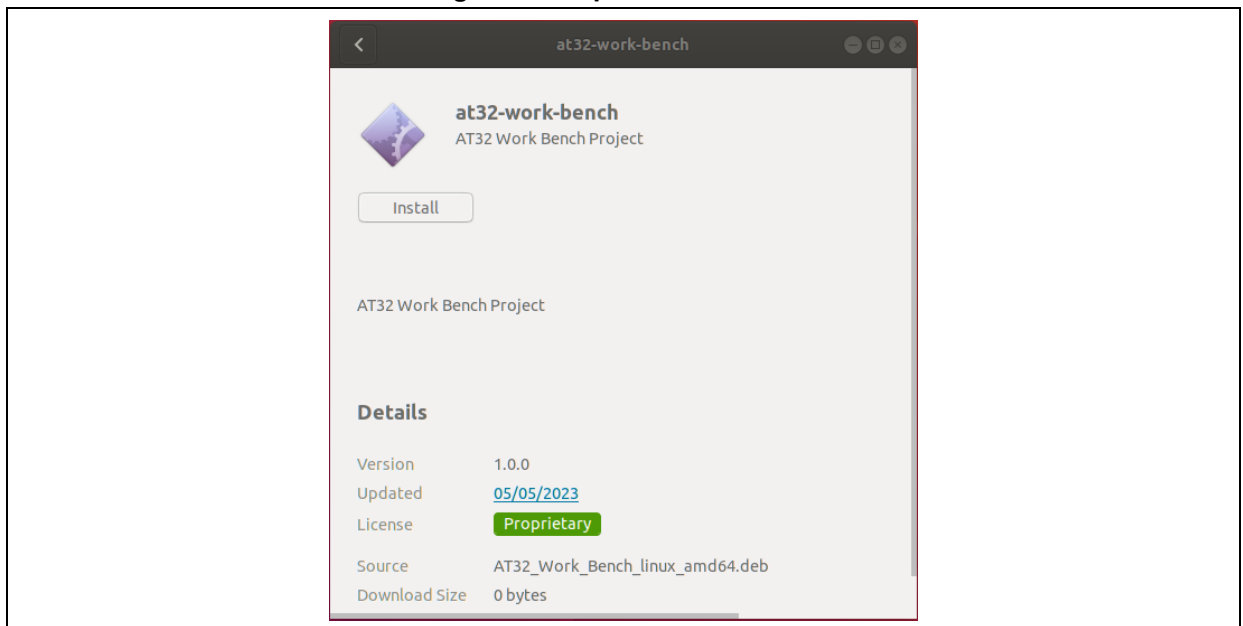 at32-work-bench
at32-work-bench
AT32 Work Bench Project
Install
AT32 Work Bench Project
Details
Version 1.0.0
Updated 05/05/2023
License Proprietary
Source AT32_Work_Bench_linux_amd64.deb
Download Size 0 bytes